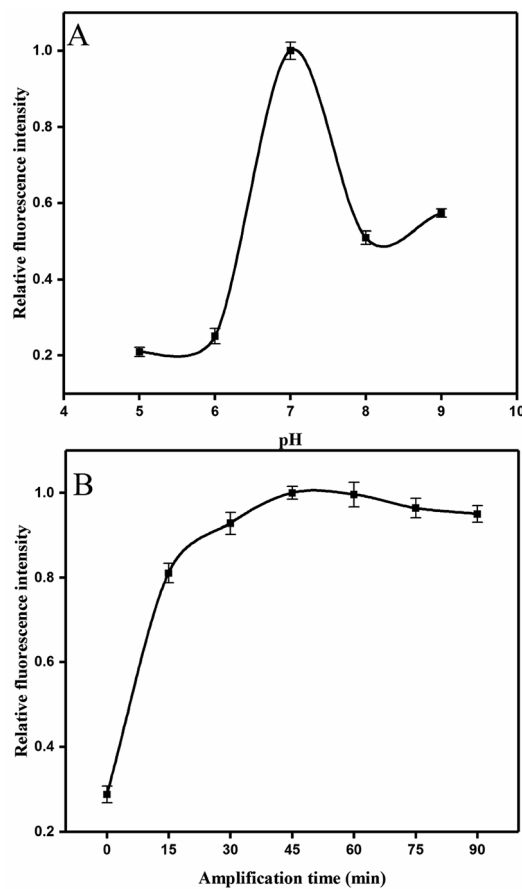 A
Relative fluorescence intensity
1.0
0.8
0.6
0.4
0.2
4 5 6 7 8 9 10
pH
B
Relative fluorescence intensity
1.0
0.8
0.6
0.4
0.2
0 15 30 45 60 75 90
Amplification time (min)